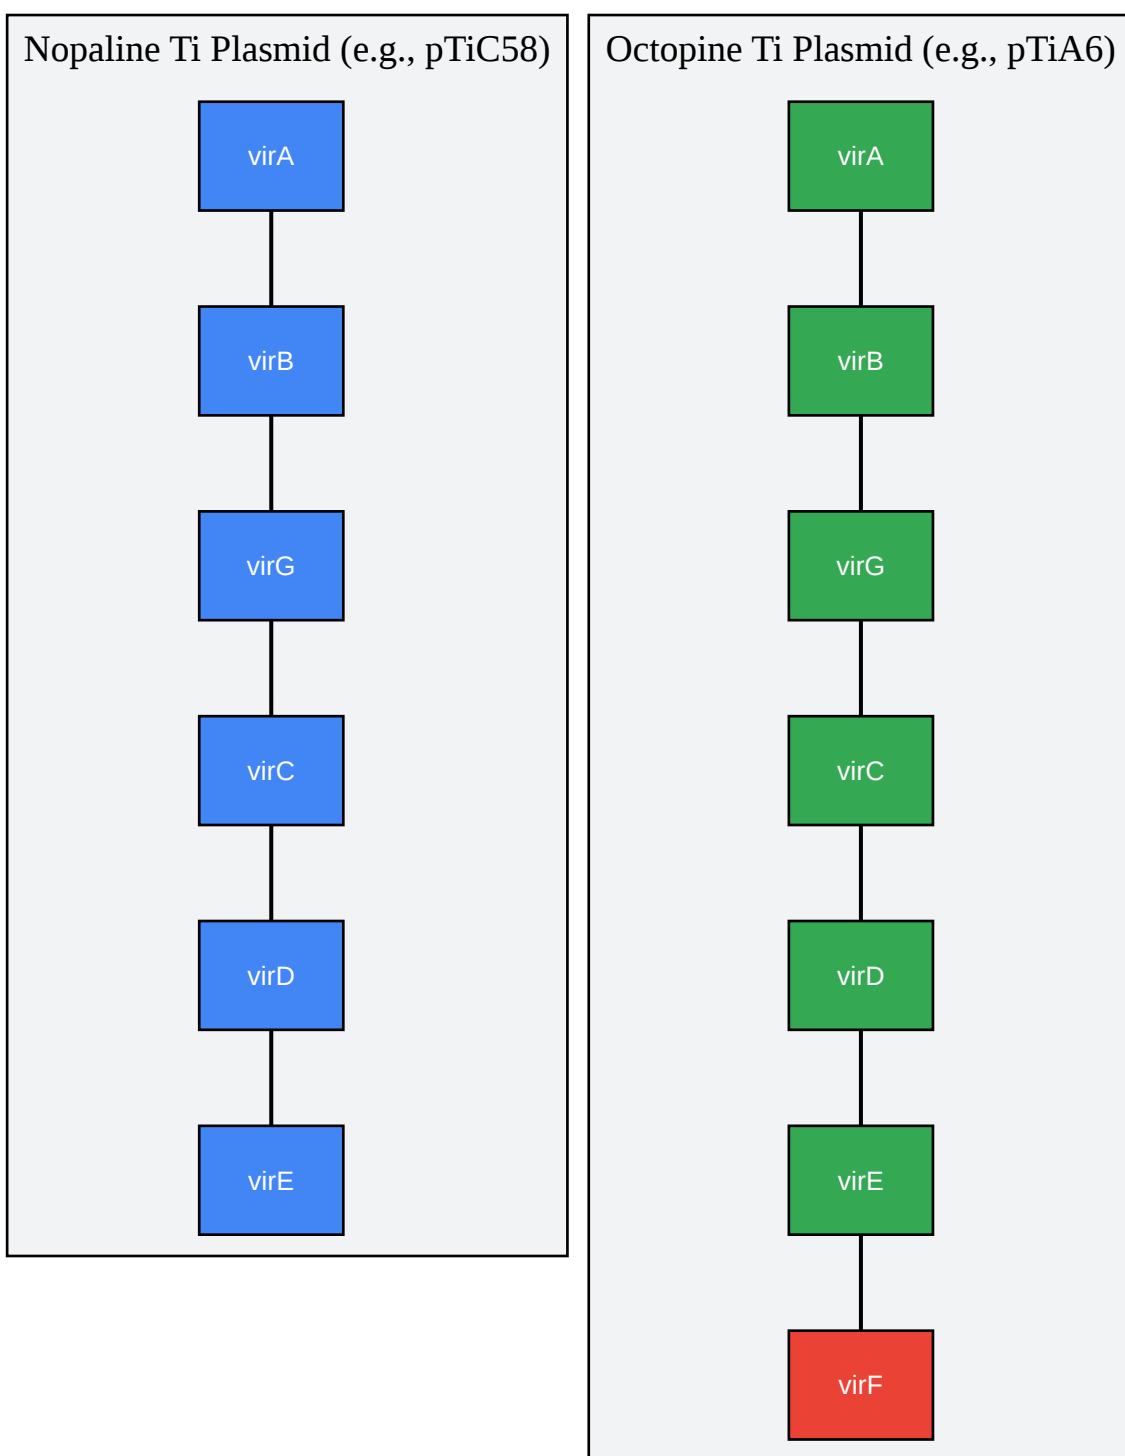 Nopaline Ti Plasmid (e.g., pTiC58)
virA
virB
virG
virC
virD
virE
Octopine Ti Plasmid (e.g., pTiA6)
virA
virB
virG
virC
virD
virE
virF